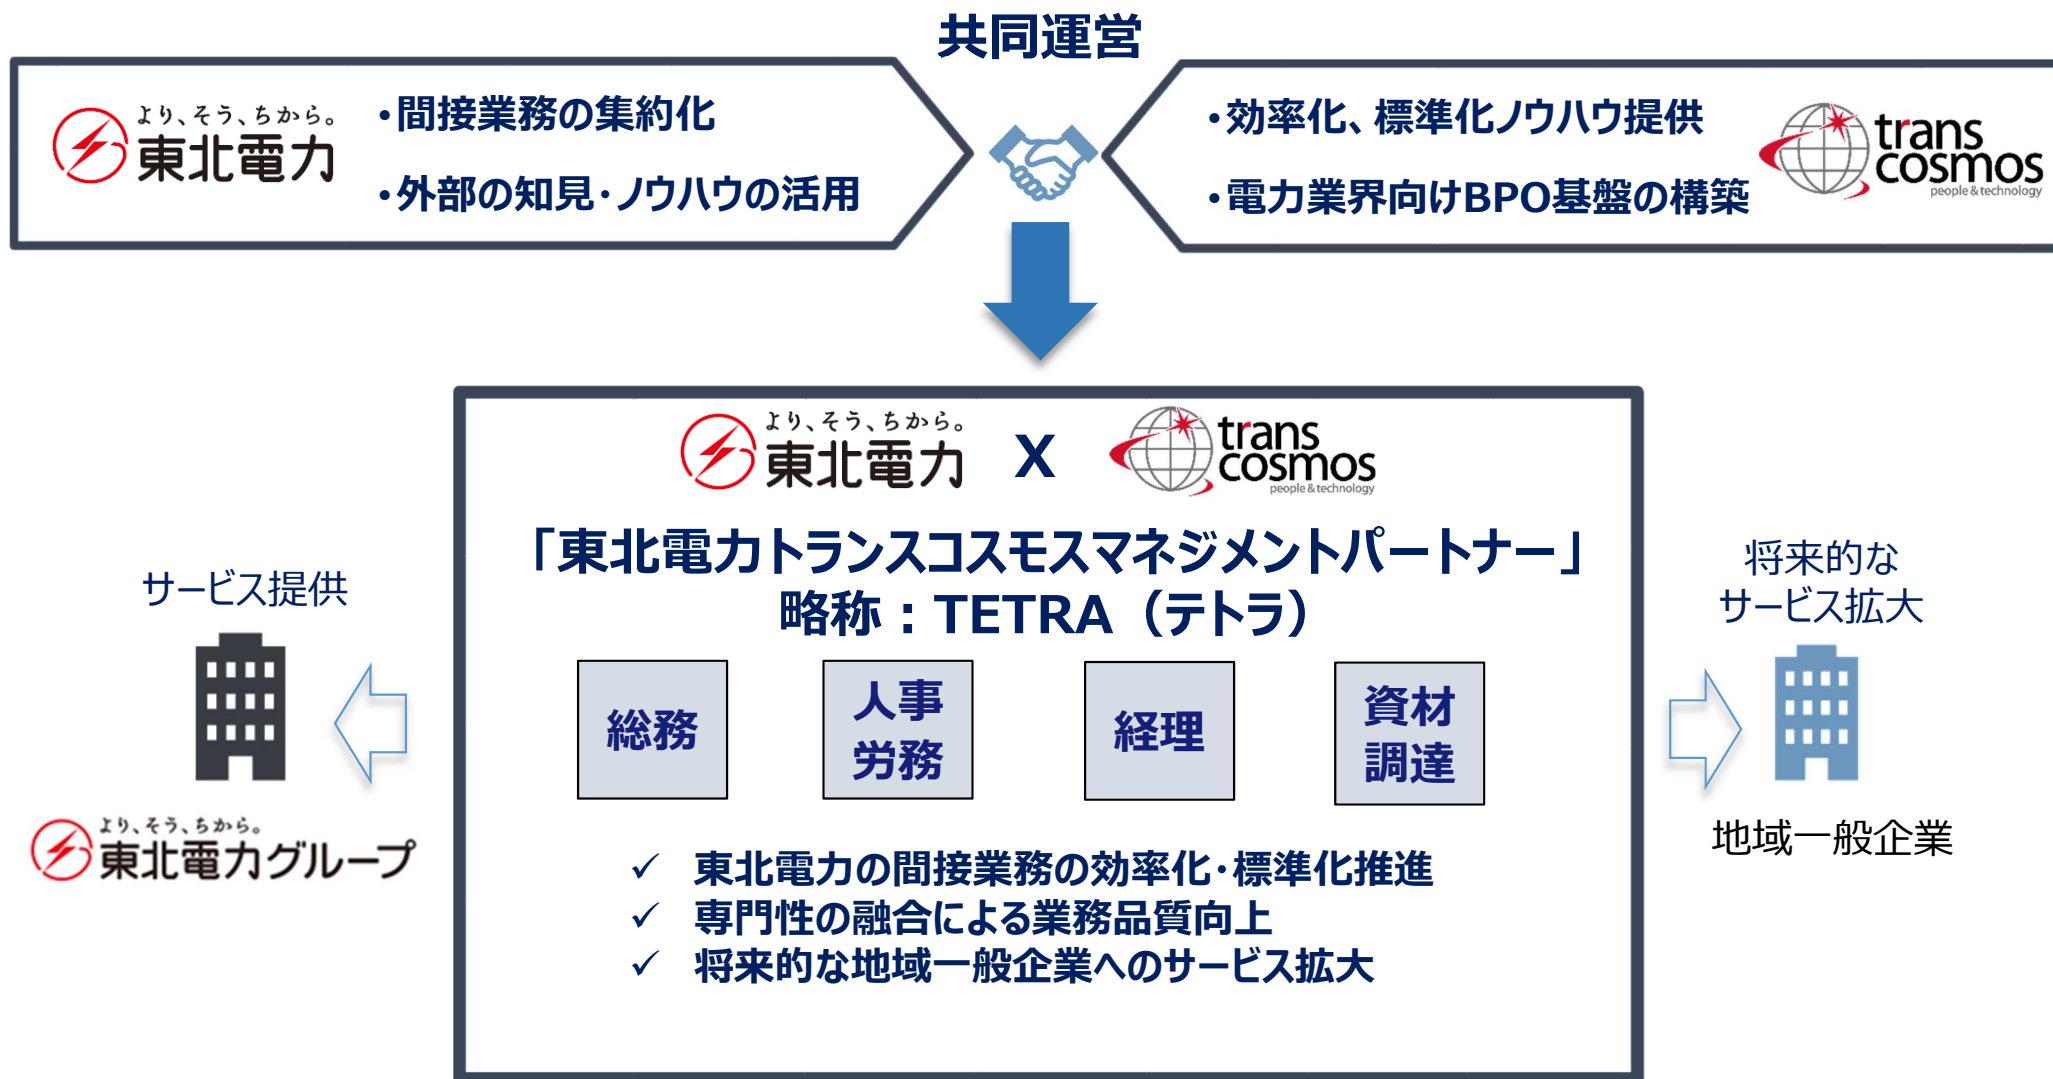 共同運営
より、そう、ちから。
東北電力
・間接業務の集約化
・外部の知見・ノウハウの活用
・効率化、標準化ノウハウ提供
・電力業界向けBPO基盤の構築
trans
cosmos
people & technology
より、そう、ちから。
東北電力
X
trans
cosmos
people & technology
「東北電力トランスコスモスマネジメントパートナー」
略称：TETRA（テトラ）
サービス提供
より、そう、ちから。
東北電力グループ
総務
人事
労務
経理
資材
調達
✓ 東北電力の間接業務の効率化・標準化推進
✓ 専門性の融合による業務品質向上
✓ 将来的な地域一般企業へのサービス拡大
将来的な
サービス拡大
地域一般企業